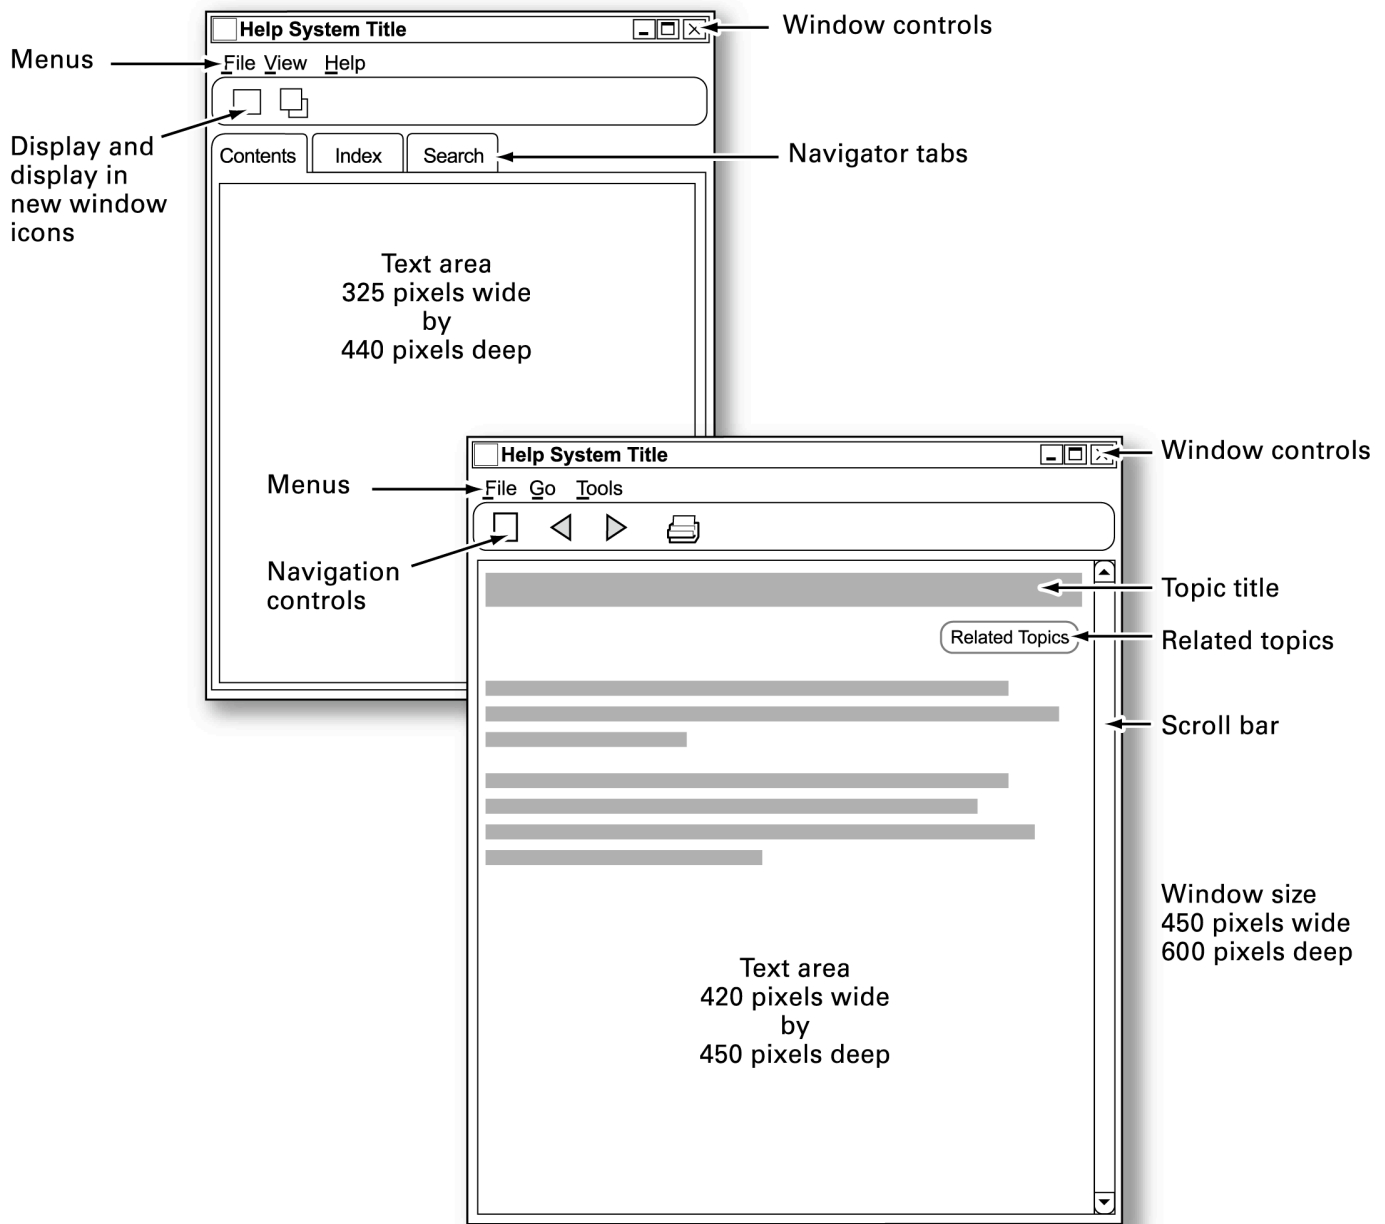 Help System Title
Window controls
Menus
File View Help
Display and
display in
new window
icons
Contents
Index
Search
Navigator tabs
Text area
325 pixels wide
by
440 pixels deep
Help System Title
Window controls
Menus
File Go Tools
Navigation
controls
Topic title
Related Topics
Related topics
Scroll bar
Window size
450 pixels wide
600 pixels deep
Text area
420 pixels wide
by
450 pixels deep